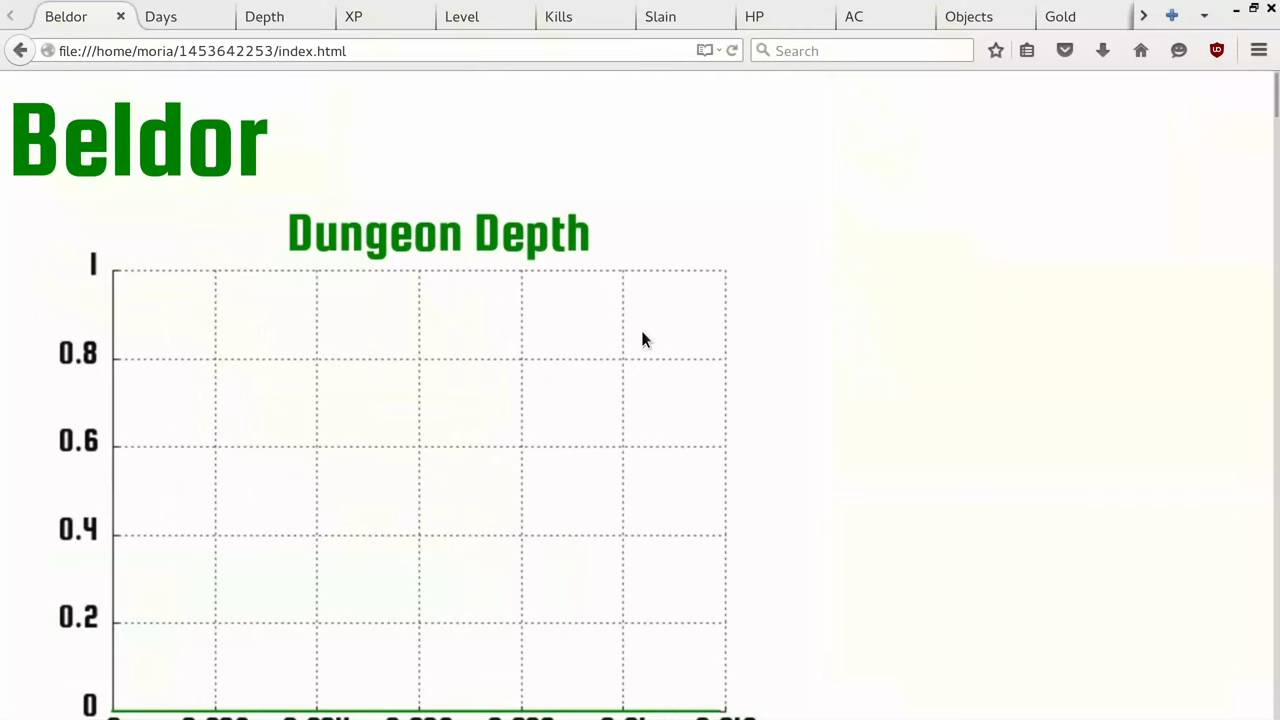 Beldor Days Depth XP Level Kills Slain HP AC Objects Gold
file:///home/moria/1453642253/index.html Search
Beldor
Dungeon Depth
1
0.8
0.6
0.4
0.2
0